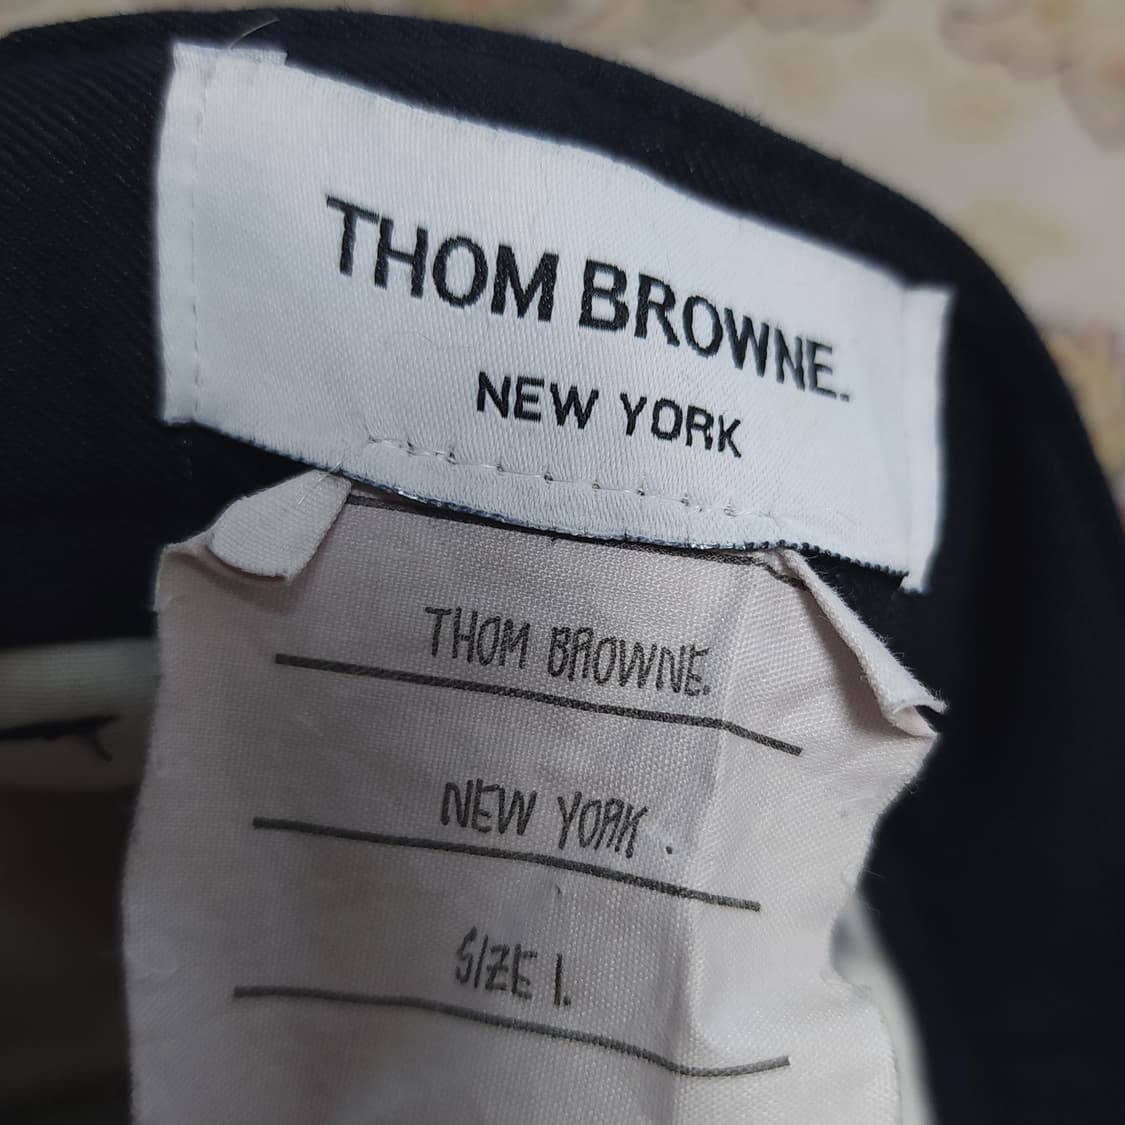 THOM BROWNE.
NEW YORK
THOM BROWNE.
NEW YORK.
SIZE 1.